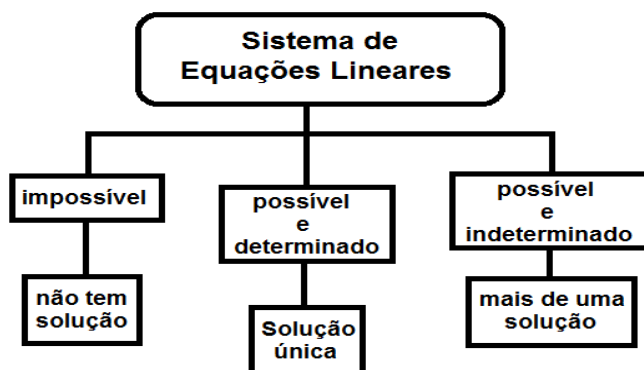 Sistema de
Equações Lineares
impossível
não tem
solução
possível
e
determinado
Solução
única
possível
e
indeterminado
mais de uma
solução